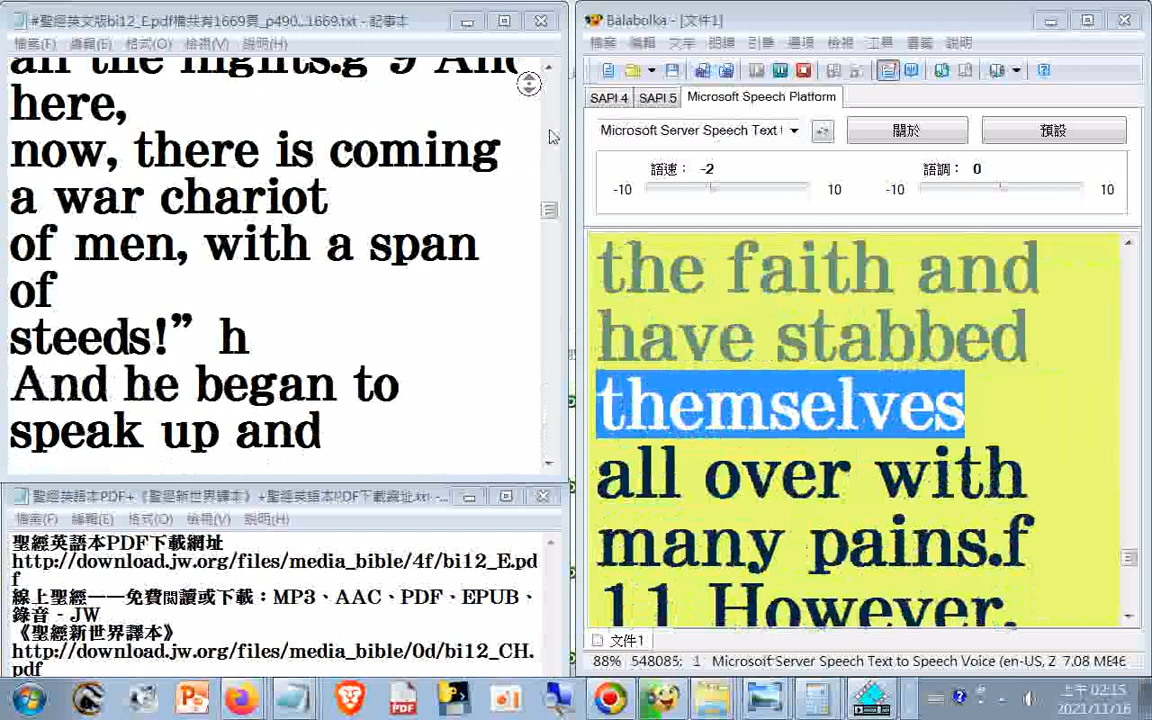 #聖經英文版bi12_E.pdf檔共有1669頁_p490...1669.txt - 記事本
檔案(F) 編輯(E) 格式(O) 檢視(V) 說明(H)
all the nights.g 9 And
here,
now, there is coming
a war chariot
of men, with a span
of
steeds!” h
And he began to
speak up and
聖經英語本PDF+《聖經新世界譯本》+聖經英語本PDF下載網址.txt -...
檔案(F) 編輯(E) 格式(O) 檢視(V) 說明(H)
聖經英語本PDF下載網址
http://download.jw.org/files/media_bible/4f/bi12_E.pd
f
線上聖經——免費閱讀或下載：MP3、AAC、PDF、EPUB、
錄音 - JW
《聖經新世界譯本》
http://download.jw.org/files/media_bible/0d/bi12_CH.
pdf
Balabolka - [文件1]
檔案 編輯 文字 朗讀 引擎 選項 檢視 工具 書籤 說明
SAPI 4 SAPI 5 Microsoft Speech Platform
Microsoft Server Speech Text t 關於 預設
語速： -2 語調： 0
-10 10 -10 10
the faith and
have stabbed
themselves
all over with
many pains.f
11 However,
文件1
88% 548085: 1 Microsoft Server Speech Text to Speech Voice (en-US, Z 7.08 ME46
上午 02:15
2021/11/16